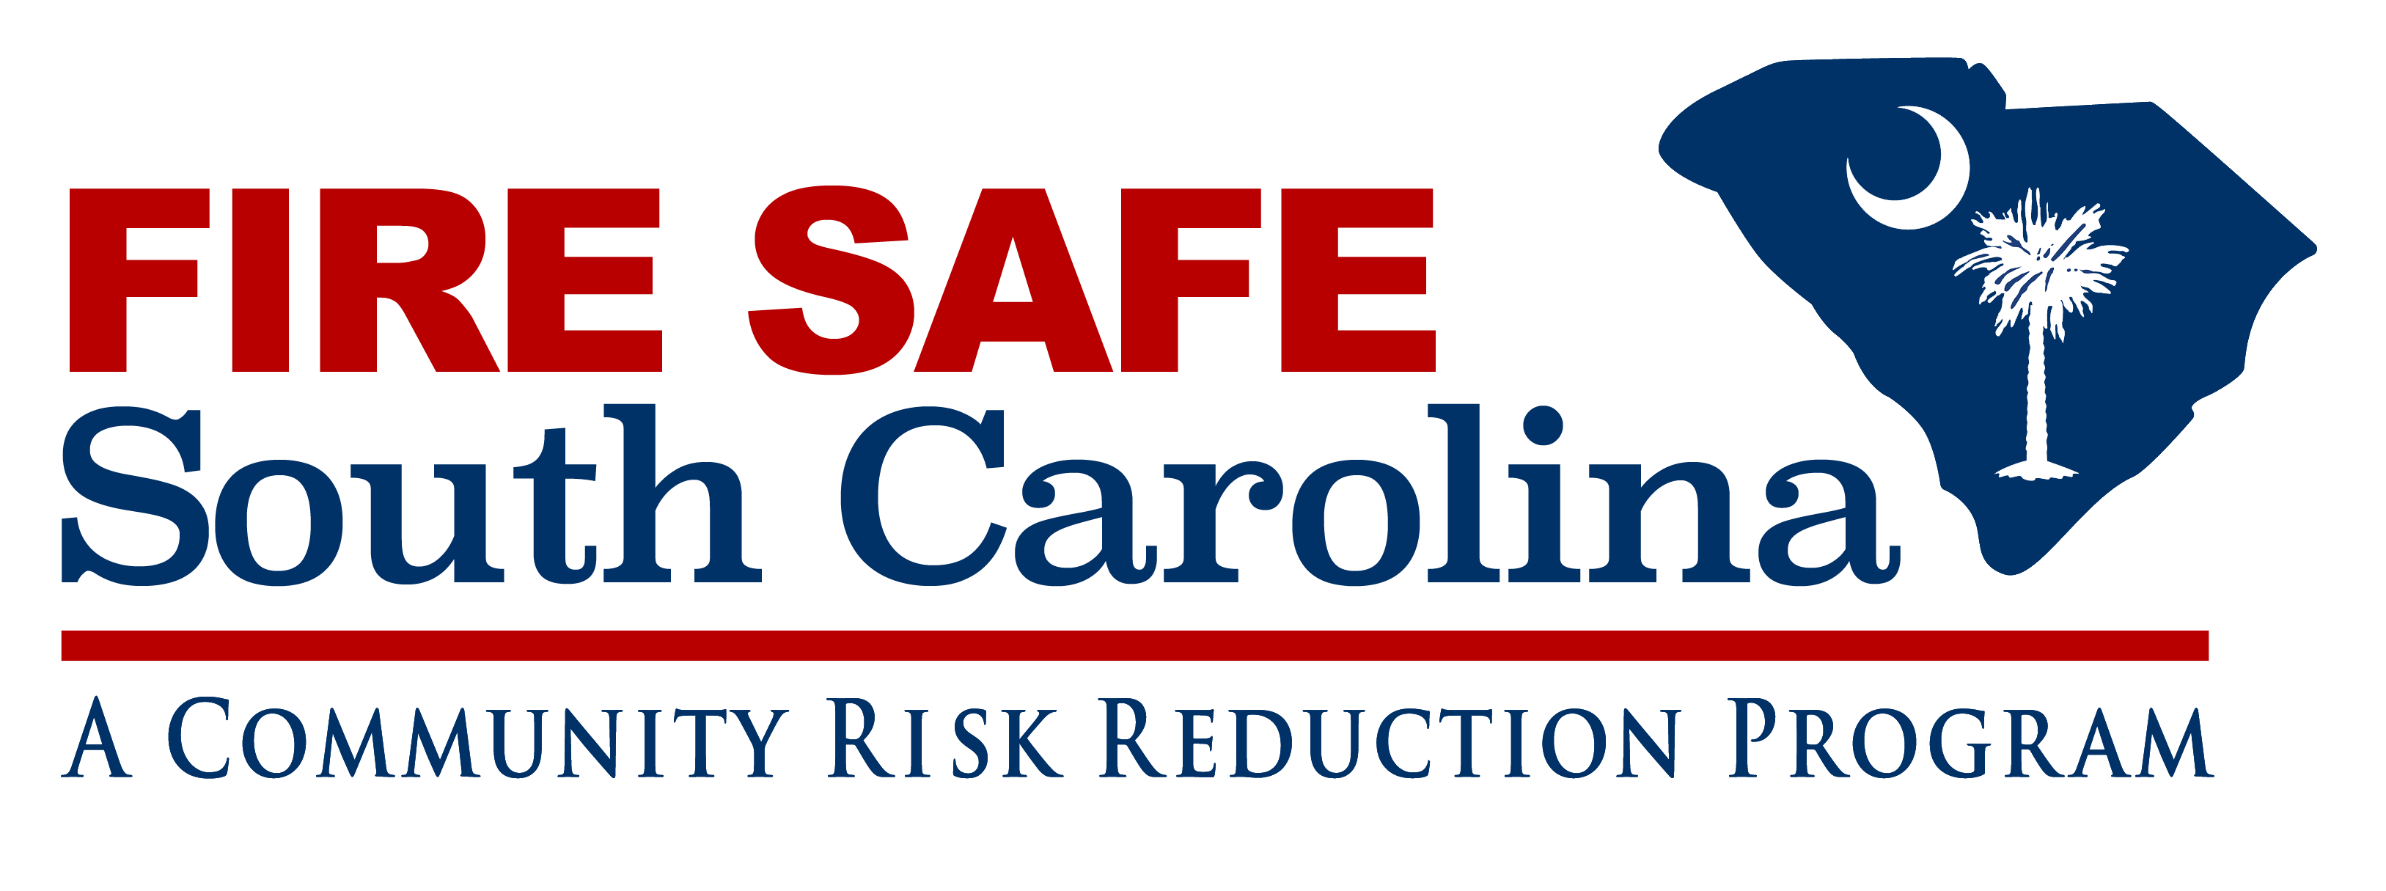 FIRE SAFE
South Carolina
A COMMUNITY RISK REDUCTION PROGRAM